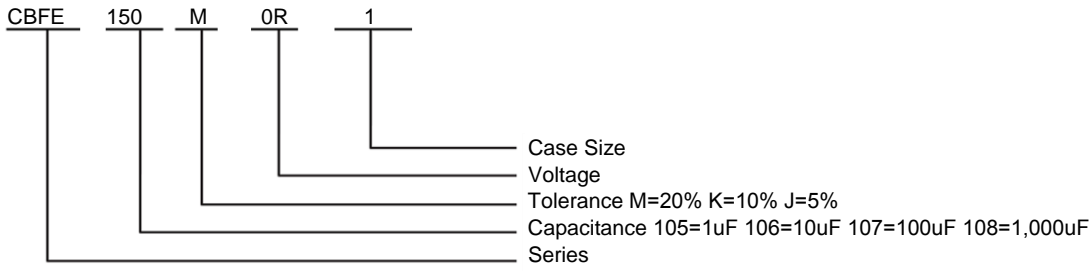 CBFE 150 M 0R 1
Case Size
Voltage
Tolerance M=20% K=10% J=5%
Capacitance 105=1uF 106=10uF 107=100uF 108=1,000uF
Series